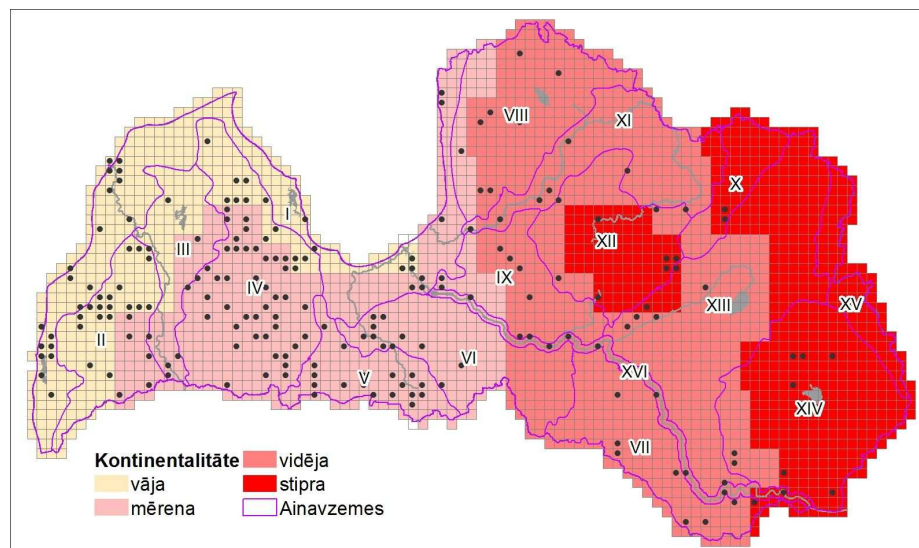 VIII
XI
X
I
III
XII
IV
IX
XIII
XV
II
VI
V
XVI
XIV
VII
Kontinentalitāte
vidēja
vāja
stipra
mērena
Ainavzemes